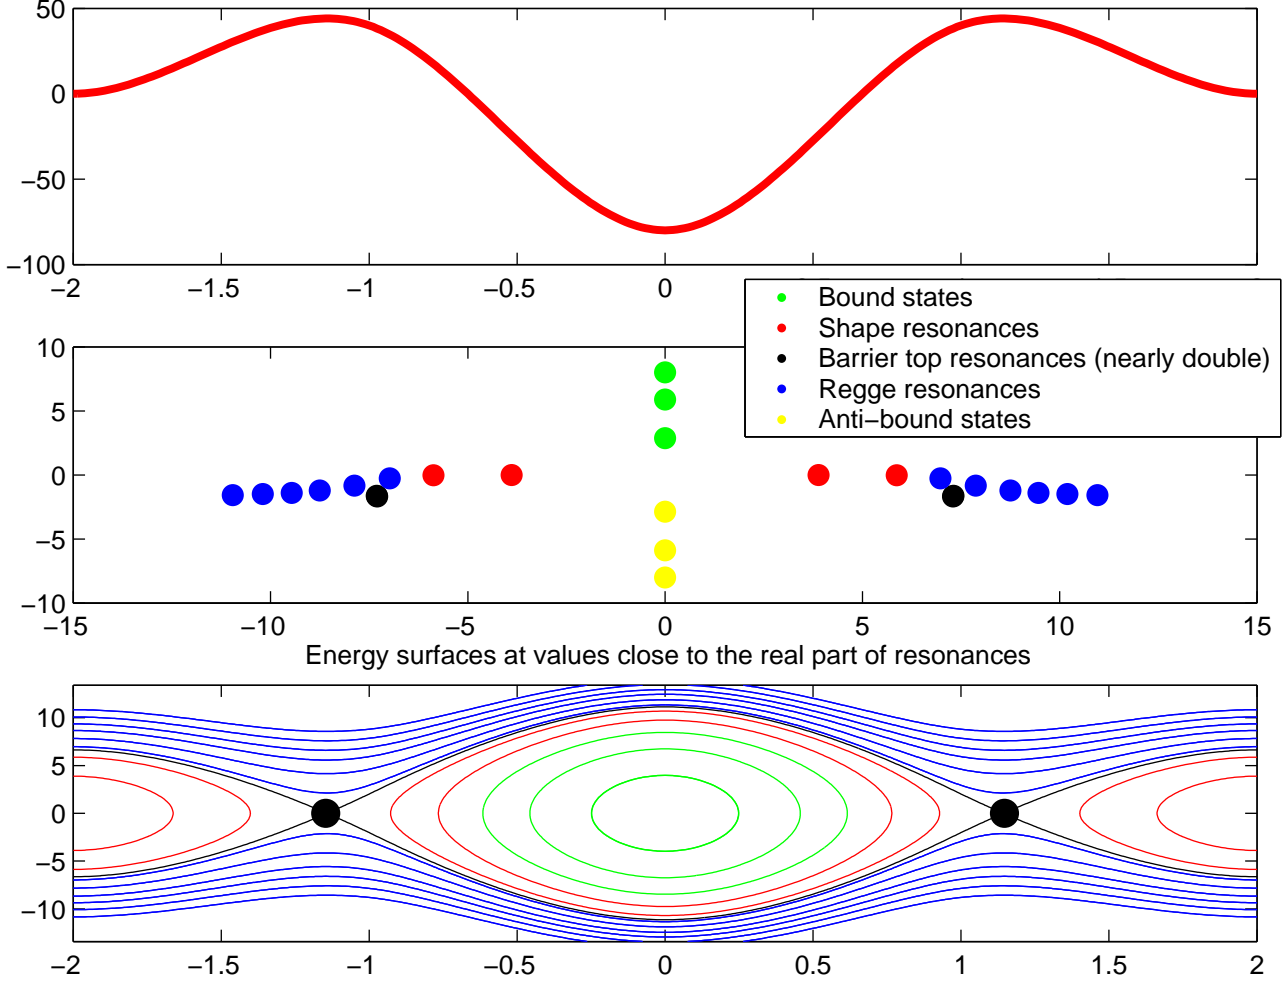 50
0
−50
−100
−2 −1.5 −1 −0.5 0
Bound states
Shape resonances
Barrier top resonances (nearly double)
Regge resonances
Anti−bound states
10
5
0
−5
−10
−15 −10 −5 0 5 10 15
Energy surfaces at values close to the real part of resonances
10
5
0
−5
−10
−2 −1.5 −1 −0.5 0 0.5 1 1.5 2